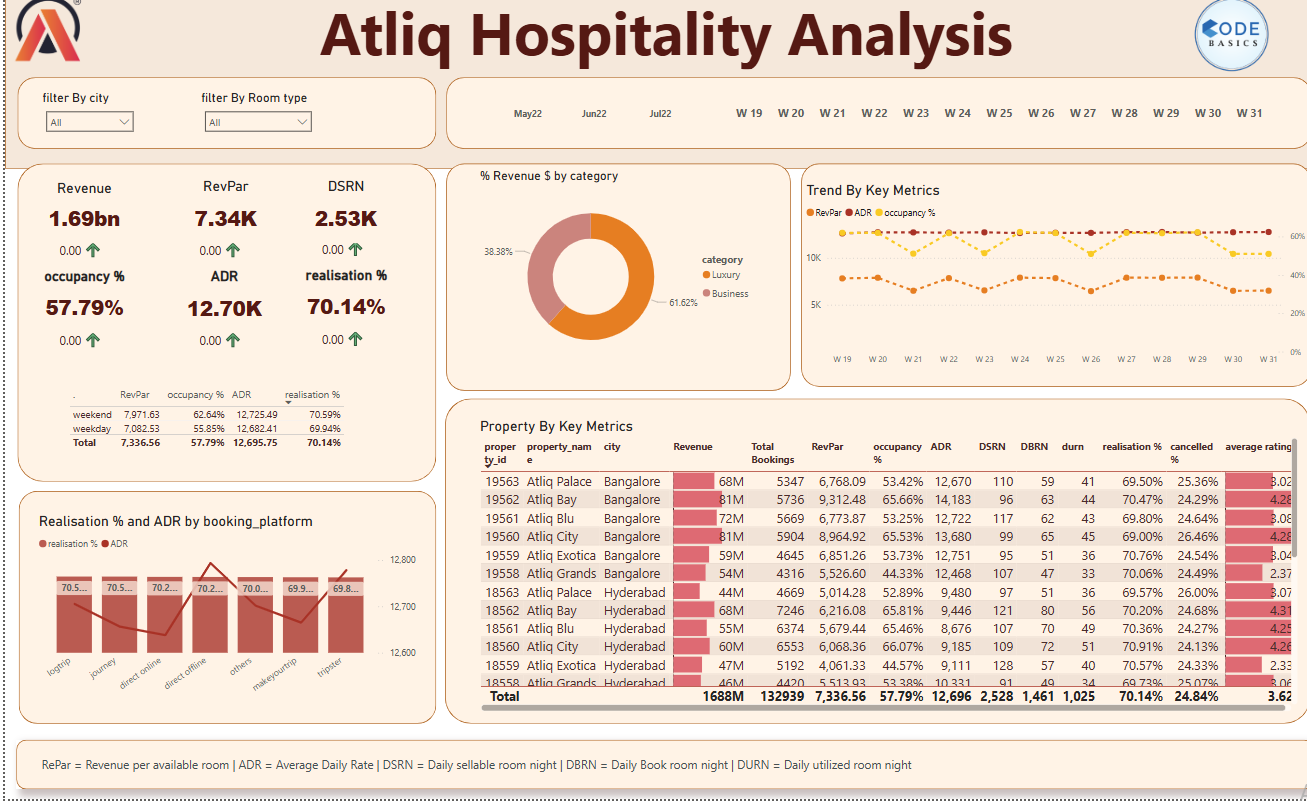 Atliq Hospitality Analysis
CODE
BASICS
filter By city
filter By Room type
All
All
May22 Jun22 Jul22 W 19 W 20 W 21 W 22 W 23 W 24 W 25 W 26 W 27 W 28 W 29 W 30 W 31
Revenue RevPar DSRN
1.69bn 7.34K 2.53K
0.00 0.00 0.00
occupancy % ADR realisation %
57.79% 12.70K 70.14%
0.00 0.00 0.00
. RevPar occupancy % ADR realisation %
weekend 7,971.63 62.64% 12,725.49 70.59%
weekday 7,082.53 55.85% 12,682.41 69.94%
Total 7,336.56 57.79% 12,695.75 70.14%
% Revenue $ by category
38.38%
61.62%
category
Luxury
Business
Trend By Key Metrics
RevPar ADR occupancy %
60%
10K
40%
5K
20%
0%
W 19 W 20 W 21 W 22 W 23 W 24 W 25 W 26 W 27 W 28 W 29 W 30 W 31
Realisation % and ADR by booking_platform
realisation % ADR
12,800
70.5... 70.5... 70.2... 70.2... 70.0... 69.9... 69.8...
12,700
12,600
logtrip journey direct online direct offline others makeyourtrip tripster
Property By Key Metrics
proper property_nam city Revenue Total RevPar occupancy ADR DSRN DBRN durn realisation % cancelled average rating
ty_id e Bookings % %
19563 Atliq Palace Bangalore 68M 5347 6,768.09 53.42% 12,670 110 59 41 69.50% 25.36% 3.02
19562 Atliq Bay Bangalore 81M 5736 9,312.48 65.66% 14,183 96 63 44 70.47% 24.29% 4.28
19561 Atliq Blu Bangalore 72M 5669 6,773.87 53.25% 12,722 117 62 43 69.80% 24.64% 3.08
19560 Atliq City Bangalore 81M 5904 8,964.92 65.53% 13,680 99 65 45 69.00% 26.46% 4.28
19559 Atliq Exotica Bangalore 59M 4645 6,851.26 53.73% 12,751 95 51 36 70.76% 24.54% 3.04
19558 Atliq Grands Bangalore 54M 4316 5,526.60 44.33% 12,468 107 47 33 70.06% 24.49% 2.37
18563 Atliq Palace Hyderabad 44M 4669 5,014.28 52.89% 9,480 97 51 36 69.57% 26.00% 3.07
18562 Atliq Bay Hyderabad 68M 7246 6,216.08 65.81% 9,446 121 80 56 70.20% 24.68% 4.31
18561 Atliq Blu Hyderabad 55M 6374 5,679.44 65.46% 8,676 107 70 49 70.36% 24.27% 4.25
18560 Atliq City Hyderabad 60M 6553 6,068.36 66.07% 9,185 109 72 51 70.91% 24.13% 4.26
18559 Atliq Exotica Hyderabad 47M 5192 4,061.33 44.57% 9,111 128 57 40 70.57% 24.33% 2.33
18558 Atliq Grands Hyderabad 46M 4420 5,513.93 53.38% 10,331 91 49 34 69.73% 25.07% 3.06
Total 1688M 132939 7,336.56 57.79% 12,696 2,528 1,461 1,025 70.14% 24.84% 3.62
RePar = Revenue per available room | ADR = Average Daily Rate | DSRN = Daily sellable room night | DBRN = Daily Book room night | DURN = Daily utilized room night